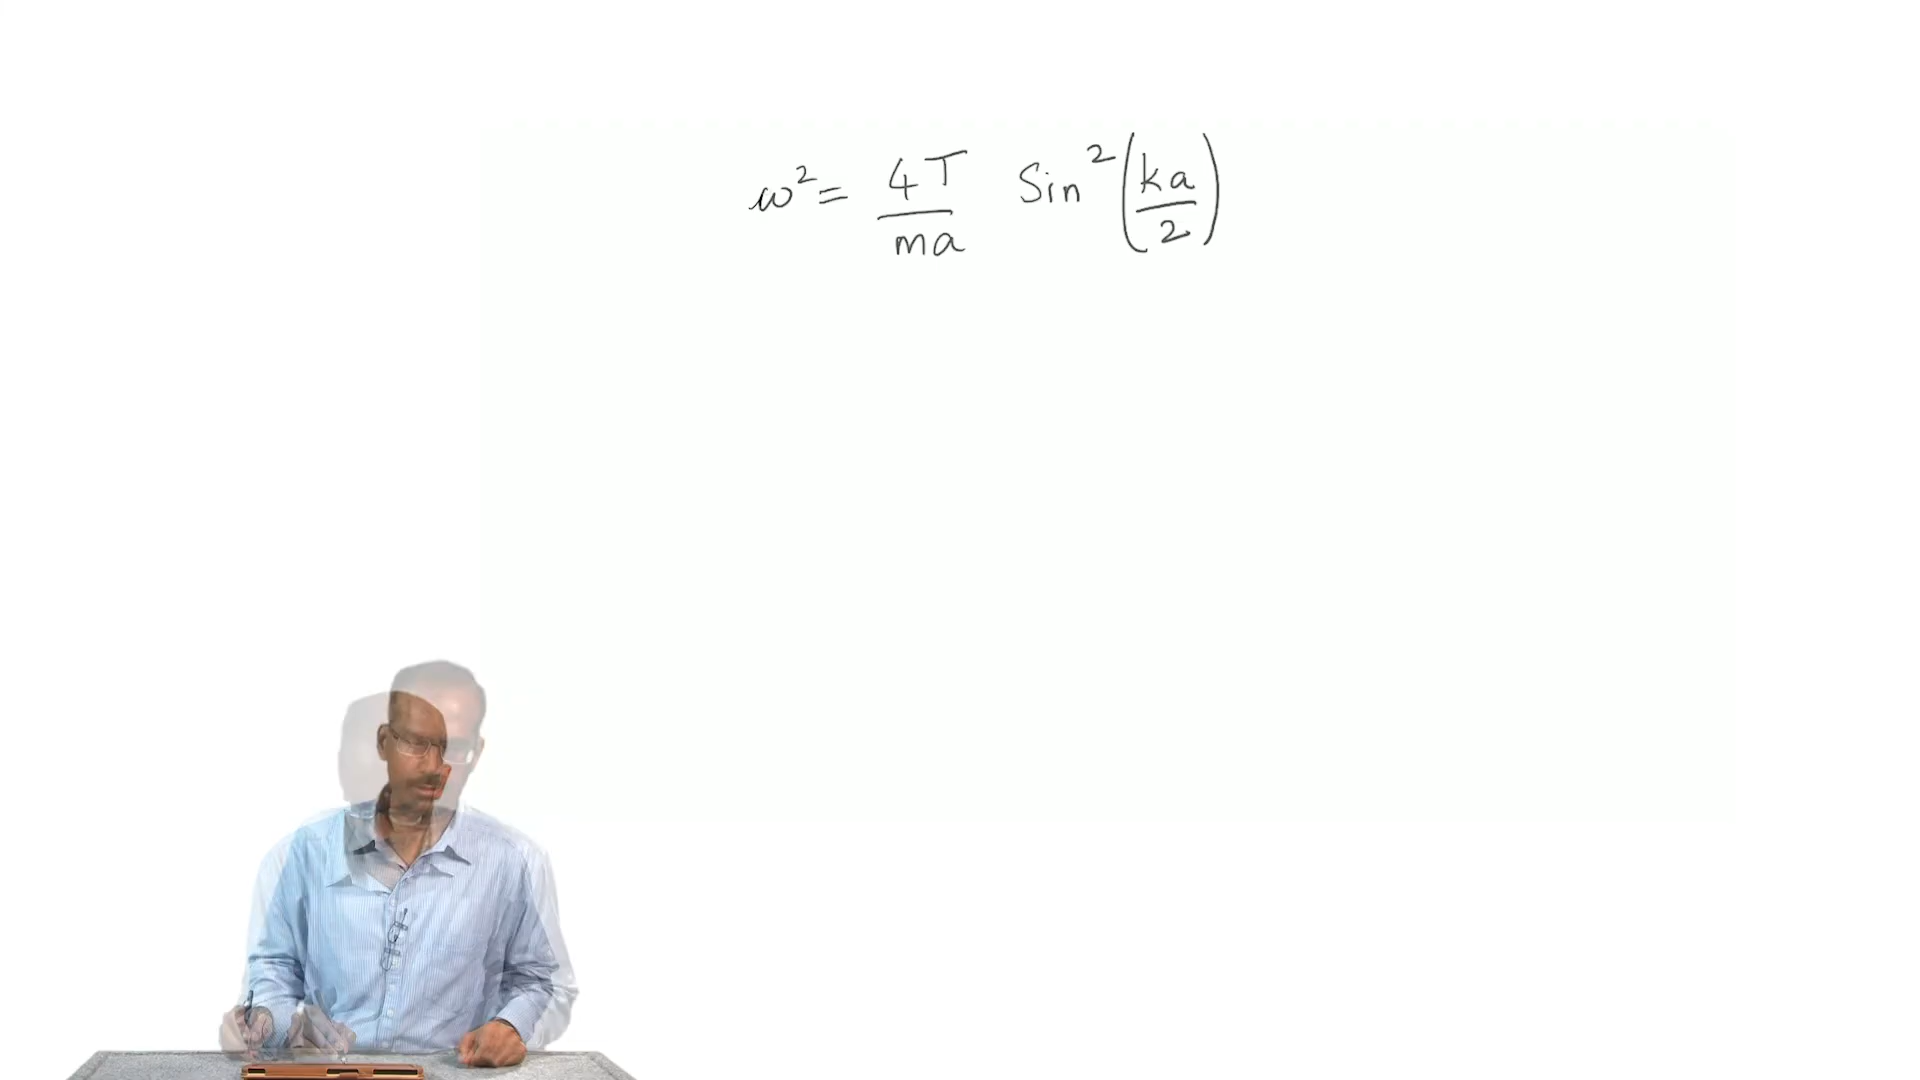 ω² = 4T/ma Sin²(ka/2)